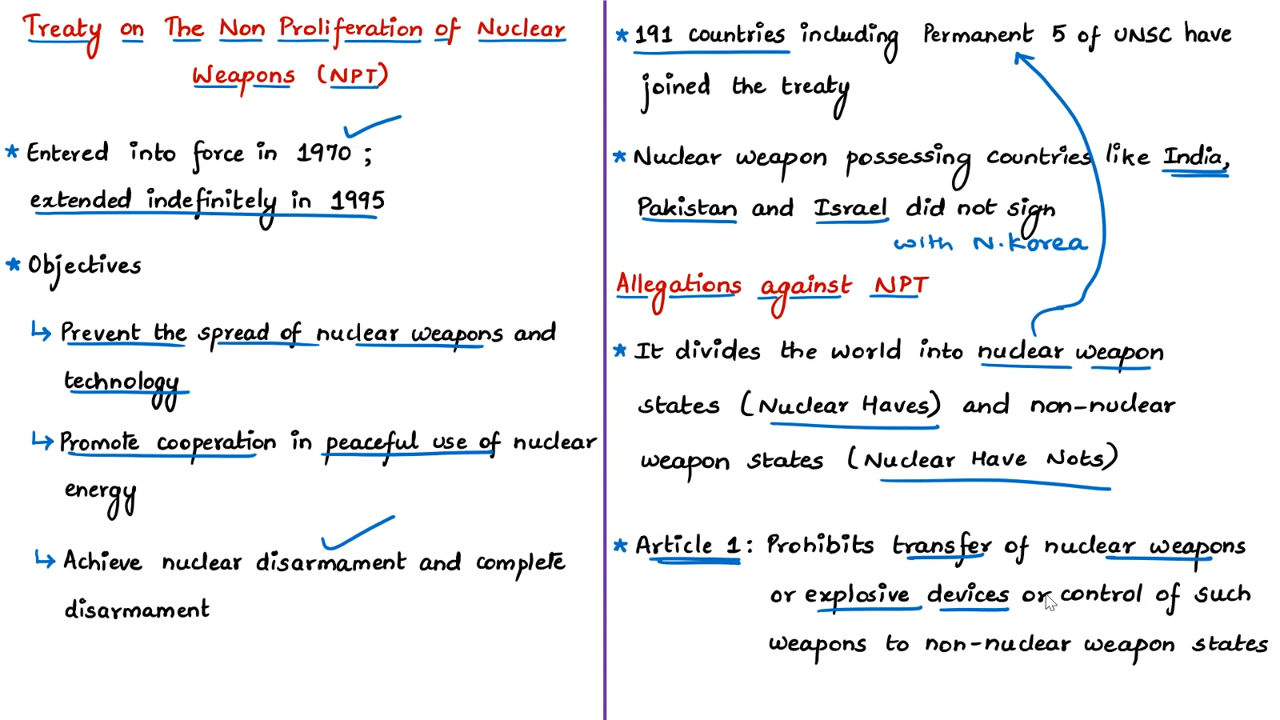 Treaty on The Non Proliferation of Nuclear
Weapons (NPT)
* Entered into force in 1970 ;
extended indefinitely in 1995
* Objectives
↳ Prevent the spread of nuclear weapons and
technology
↳ Promote cooperation in peaceful use of nuclear
energy
↳ Achieve nuclear disarmament and complete
disarmament
* 191 countries including Permanent 5 of UNSC have
joined the treaty
* Nuclear weapon possessing countries like India,
Pakistan and Israel did not sign
with N.Korea
Allegations against NPT
* It divides the world into nuclear weapon
states (Nuclear Haves) and non-nuclear
weapon states (Nuclear Have Nots)
* Article 1: Prohibits transfer of nuclear weapons
or explosive devices or control of such
weapons to non-nuclear weapon states